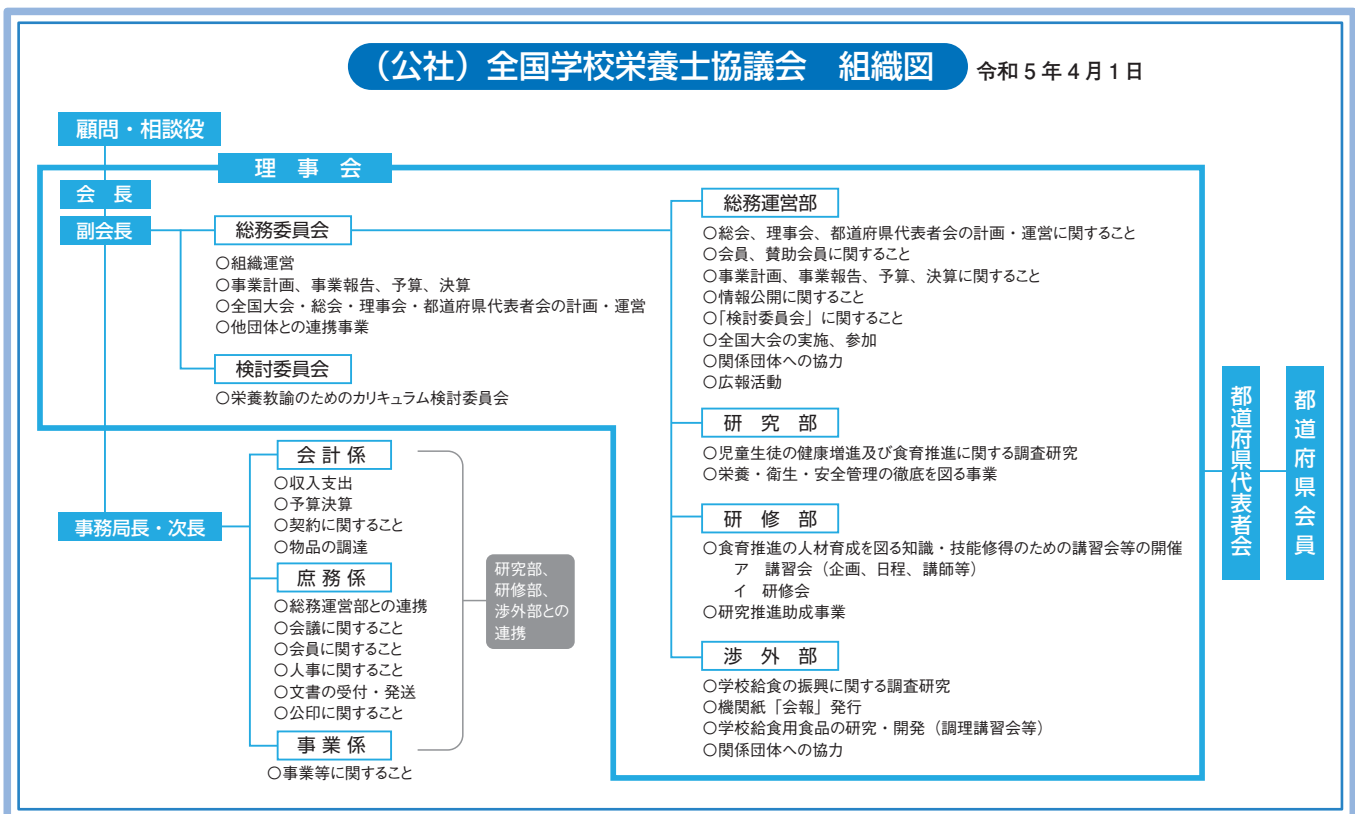 （公社）全国学校栄養士協議会　組織図
令和5年4月1日
顧問・相談役
理事会
会長
副会長
総務委員会
○組織運営
○事業計画、事業報告、予算、決算
○全国大会・総会・理事会・都道府県代表者会の計画・運営
○他団体との連携事業
検討委員会
○栄養教諭のためのカリキュラム検討委員会
総務運営部
○総会、理事会、都道府県代表者会の計画・運営に関すること
○会員、賛助会員に関すること
○事業計画、事業報告、予算、決算に関すること
○情報公開に関すること
○「検討委員会」に関すること
○全国大会の実施、参加
○関係団体への協力
○広報活動
研究部
○児童生徒の健康増進及び食育推進に関する調査研究
○栄養・衛生・安全管理の徹底を図る事業
研修部
○食育推進の人材育成を図る知識・技能修得のための講習会等の開催
ア　講習会（企画、日程、講師等）
イ　研修会
○研究推進助成事業
渉外部
○学校給食の振興に関する調査研究
○機関紙「会報」発行
○学校給食用食品の研究・開発（調理講習会等）
○関係団体への協力
事務局長・次長
会計係
○収入支出
○予算決算
○契約に関すること
○物品の調達
庶務係
○総務運営部との連携
○会議に関すること
○会員に関すること
○人事に関すること
○文書の受付・発送
○公印に関すること
事業係
○事業等に関すること
研究部、
研修部、
渉外部との
連携
都道府県代表者会
都道府県会員